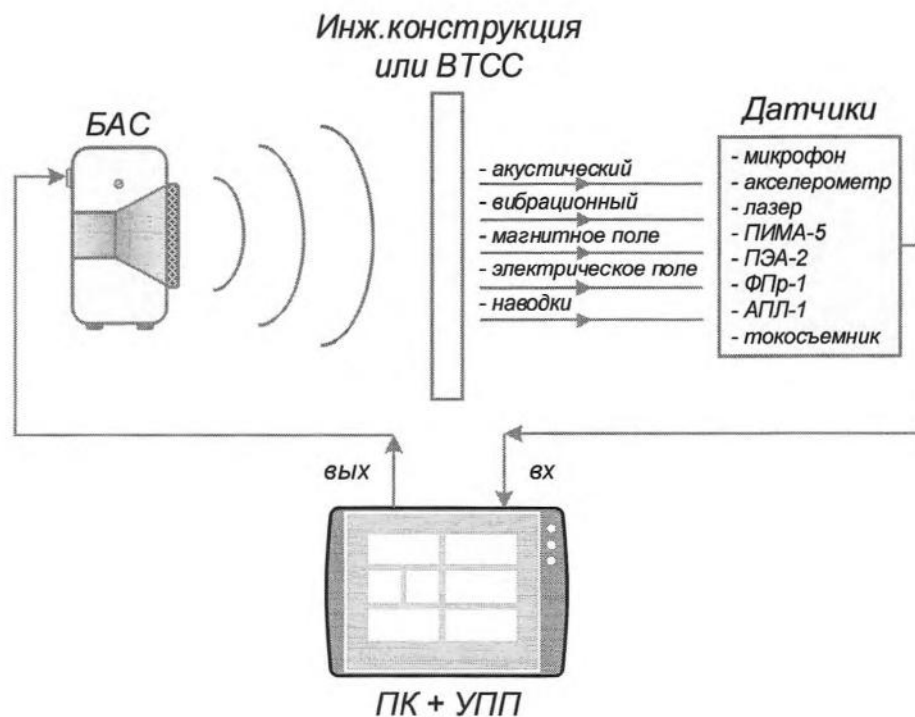 Инж.конструкция
или ВТСС
БАС
Датчики
- акустический
- вибрационный
- магнитное поле
- электрическое поле
- наводки
- микрофон
- акселерометр
- лазер
- ПИМА-5
- ПЭА-2
- ФПр-1
- АПЛ-1
- токосъемник
вых
вх
ПК + УПП